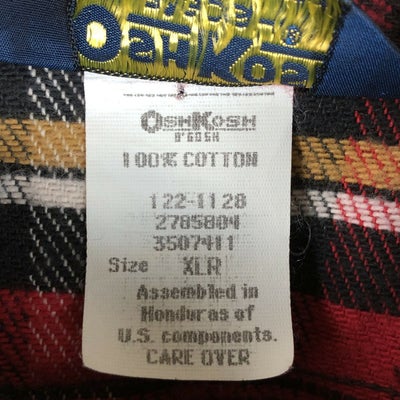 OshKosh
OshKosh
B'GOSH
100% COTTON
122-1128
2785804
3507411
Size XLR
Assembled in
Honduras of
U.S. components.
CARE OVER